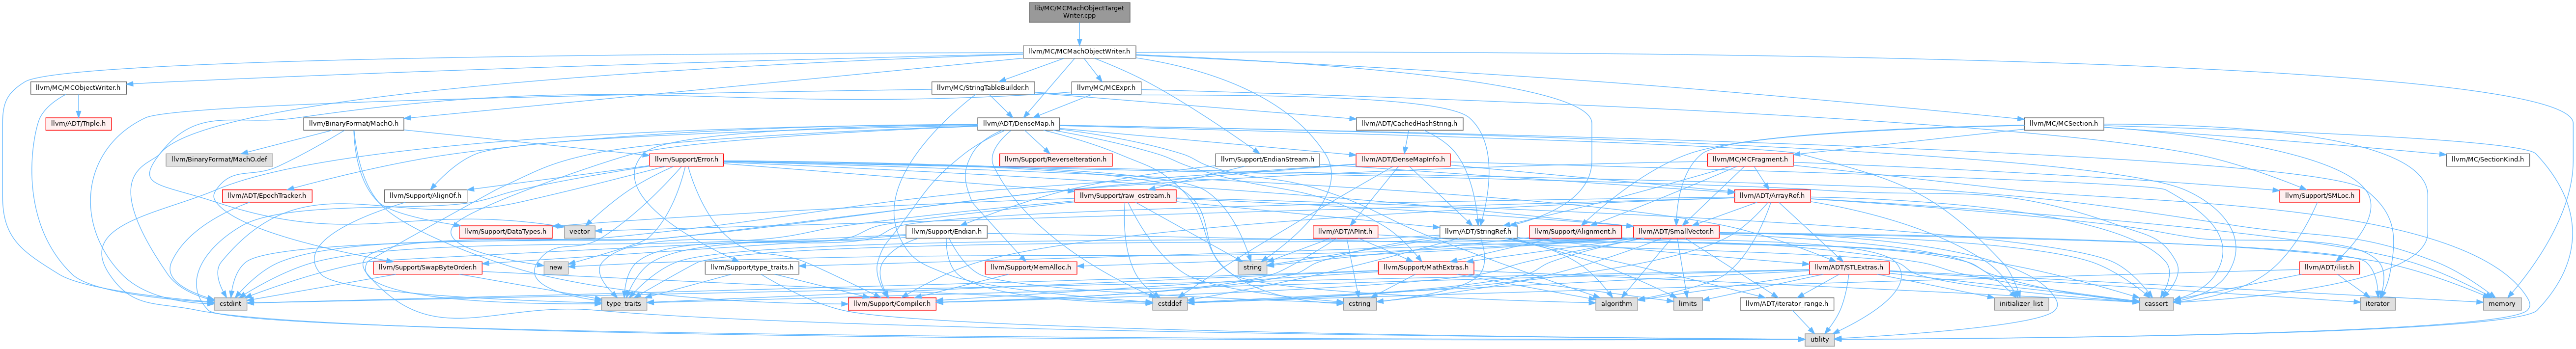 lib/MC/MCMachObjectTarget
Writer.cpp
llvm/MC/MCMachObjectWriter.h
llvm/MC/MCObjectWriter.h
llvm/MC/StringTableBuilder.h
llvm/MC/MCExpr.h
llvm/ADT/Triple.h
llvm/BinaryFormat/MachO.h
llvm/ADT/DenseMap.h
llvm/ADT/CachedHashString.h
llvm/MC/MCSection.h
llvm/BinaryFormat/MachO.def
llvm/Support/Error.h
llvm/Support/ReverseIteration.h
llvm/ADT/DenseMapInfo.h
llvm/Support/EndianStream.h
llvm/MC/MCFragment.h
llvm/MC/SectionKind.h
llvm/ADT/EpochTracker.h
llvm/Support/AlignOf.h
llvm/Support/raw_ostream.h
llvm/ADT/ArrayRef.h
llvm/Support/SMLoc.h
llvm/Support/DataTypes.h
vector
llvm/Support/Endian.h
llvm/ADT/APInt.h
llvm/ADT/StringRef.h
llvm/Support/Alignment.h
llvm/ADT/SmallVector.h
llvm/Support/SwapByteOrder.h
new
llvm/Support/type_traits.h
llvm/Support/MemAlloc.h
string
llvm/Support/MathExtras.h
llvm/ADT/STLExtras.h
llvm/ADT/ilist.h
cstdint
type_traits
llvm/Support/Compiler.h
cstddef
cstring
algorithm
limits
llvm/ADT/iterator_range.h
initializer_list
cassert
iterator
memory
utility